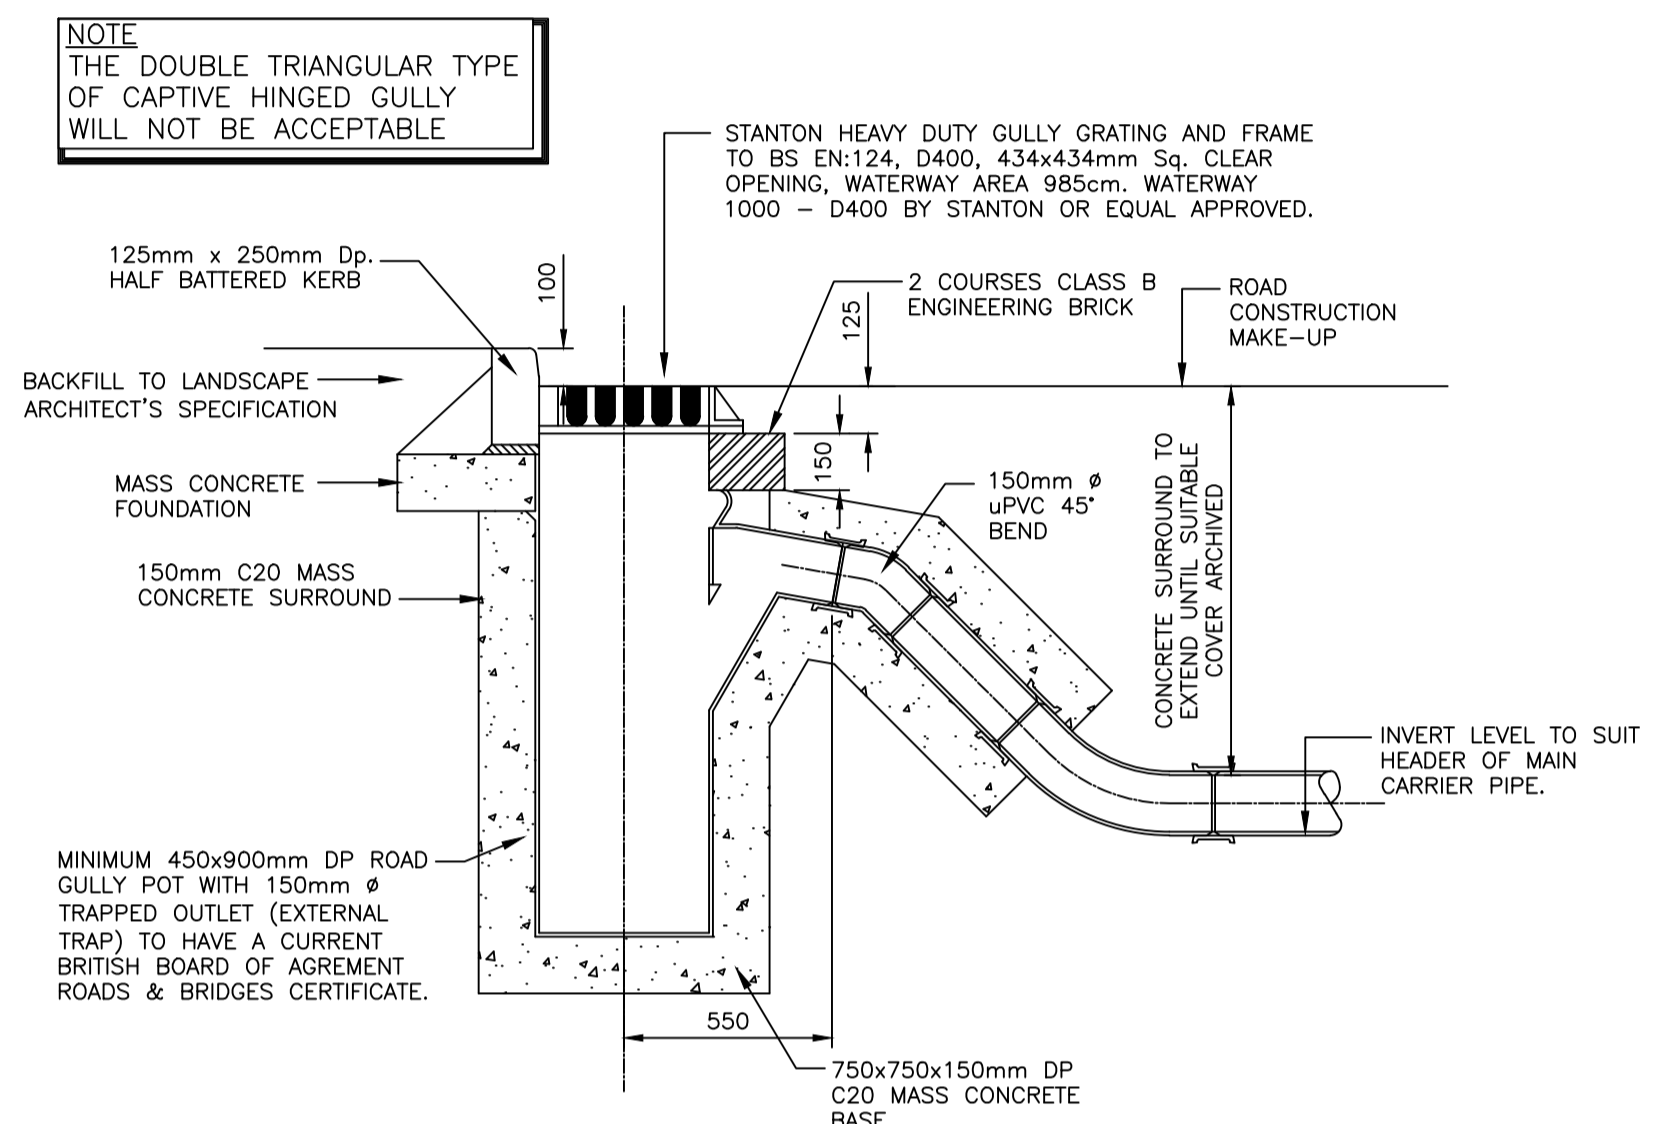 NOTE
THE DOUBLE TRIANGULAR TYPE
OF CAPTIVE HINGED GULLY
WILL NOT BE ACCEPTABLE
STANTON HEAVY DUTY GULLY GRATING AND FRAME
TO BS EN:124, D400, 434x434mm Sq. CLEAR
OPENING, WATERWAY AREA 985cm. WATERWAY
1000 – D400 BY STANTON OR EQUAL APPROVED.
125mm x 250mm Dp.
HALF BATTERED KERB
100
2 COURSES CLASS B
ENGINEERING BRICK
125
ROAD
CONSTRUCTION
MAKE–UP
BACKFILL TO LANDSCAPE
ARCHITECT'S SPECIFICATION
150
MASS CONCRETE
FOUNDATION
150mm ø
uPVC 45°
BEND
CONCRETE SURROUND TO
EXTEND UNTIL SUITABLE
COVER ARCHIVED
150mm C20 MASS
CONCRETE SURROUND
INVERT LEVEL TO SUIT
HEADER OF MAIN
CARRIER PIPE.
MINIMUM 450x900mm DP ROAD
GULLY POT WITH 150mm ø
TRAPPED OUTLET (EXTERNAL
TRAP) TO HAVE A CURRENT
BRITISH BOARD OF AGREMENT
ROADS & BRIDGES CERTIFICATE.
550
750x750x150mm DP
C20 MASS CONCRETE
BASE